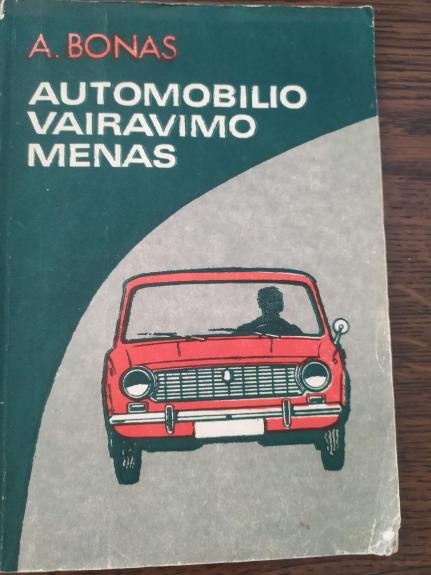 A. BONAS
AUTOMOBILIO
VAIRAVIMO
MENAS